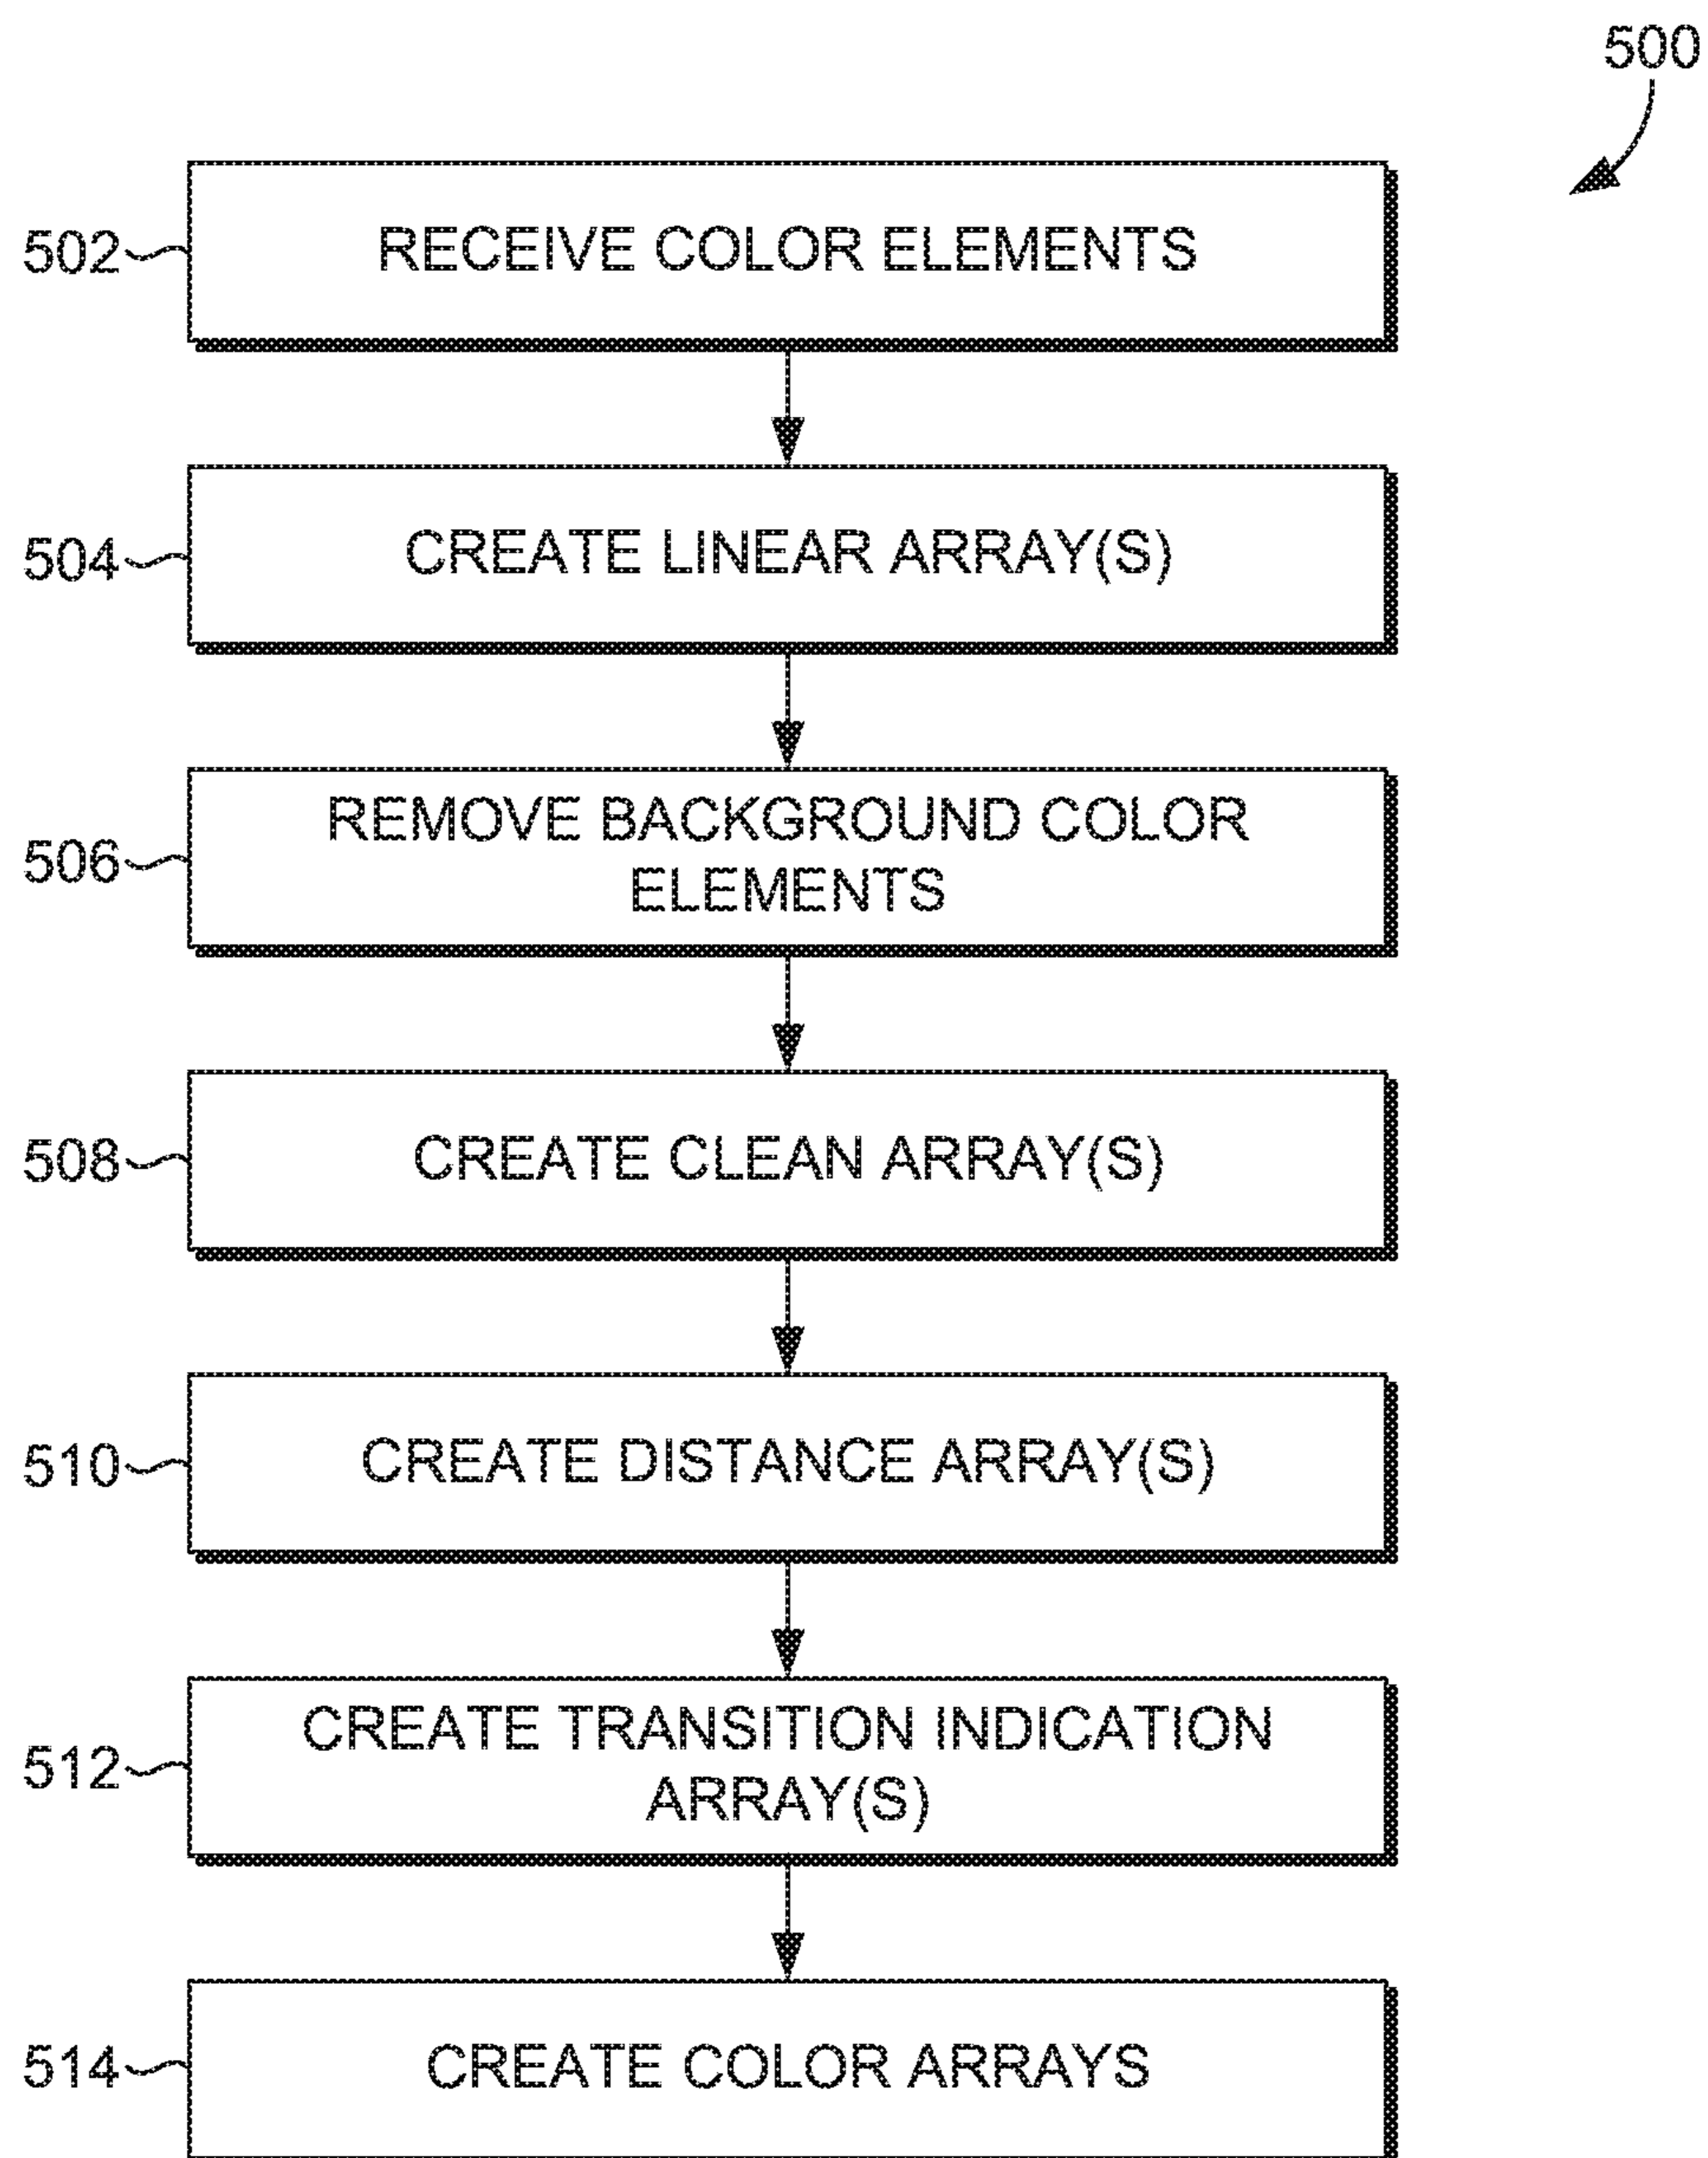 500
502
RECEIVE COLOR ELEMENTS
504
CREATE LINEAR ARRAY(S)
506
REMOVE BACKGROUND COLOR
ELEMENTS
508
CREATE CLEAN ARRAY(S)
510
CREATE DISTANCE ARRAY(S)
512
CREATE TRANSITION INDICATION
ARRAY(S)
514
CREATE COLOR ARRAYS